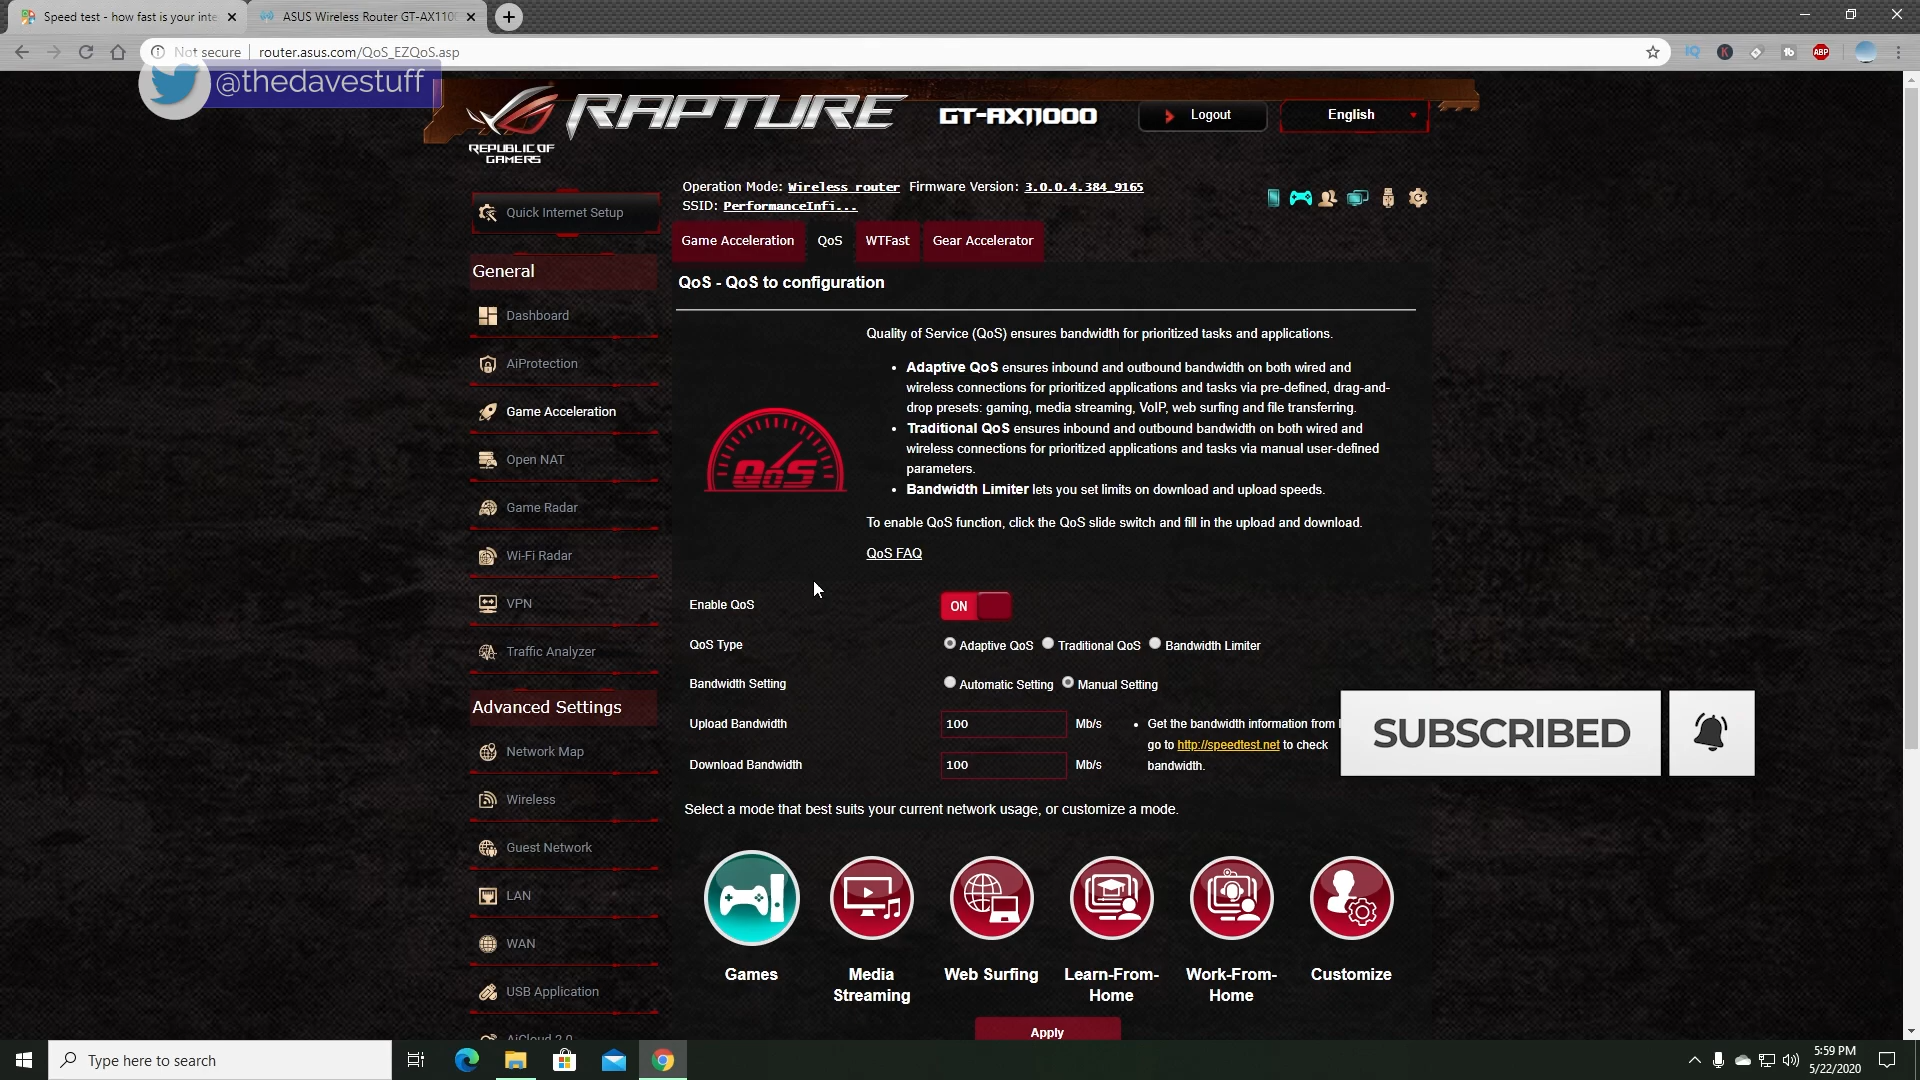 Speed test - how fast is your inte
ASUS Wireless Router GT-AX1100
Not secure
router.asus.com/QoS_EZQoS.asp
ABP
@thedavestuff
REPUBLIC OF
GAMERS
RAPTURE
GT-AX11000
Logout
English
Operation Mode: Wireless router Firmware Version: 3.0.0.4.384_9165
SSID: PerformanceInfi...
Quick Internet Setup
General
Dashboard
AiProtection
Game Acceleration
Open NAT
Game Radar
Wi-Fi Radar
VPN
Traffic Analyzer
Advanced Settings
Network Map
Wireless
Guest Network
LAN
WAN
USB Application
AiCloud 2.0
Game Acceleration
QoS
WTFast
Gear Accelerator
QoS - QoS to configuration
QoS
Quality of Service (QoS) ensures bandwidth for prioritized tasks and applications.
• Adaptive QoS ensures inbound and outbound bandwidth on both wired and
wireless connections for prioritized applications and tasks via pre-defined, drag-and-
drop presets: gaming, media streaming, VoIP, web surfing and file transferring.
• Traditional QoS ensures inbound and outbound bandwidth on both wired and
wireless connections for prioritized applications and tasks via manual user-defined
parameters.
• Bandwidth Limiter lets you set limits on download and upload speeds.
To enable QoS function, click the QoS slide switch and fill in the upload and download.
QoS FAQ
Enable QoS
ON
QoS Type
Adaptive QoS
Traditional QoS
Bandwidth Limiter
Bandwidth Setting
Automatic Setting
Manual Setting
Upload Bandwidth
100
Mb/s
Download Bandwidth
100
Mb/s
• Get the bandwidth information from
go to http://speedtest.net to check
bandwidth.
SUBSCRIBED
Select a mode that best suits your current network usage, or customize a mode.
Games
Media
Streaming
Web Surfing
Learn-From-
Home
Work-From-
Home
Customize
Apply
Type here to search
5:59 PM
5/22/2020